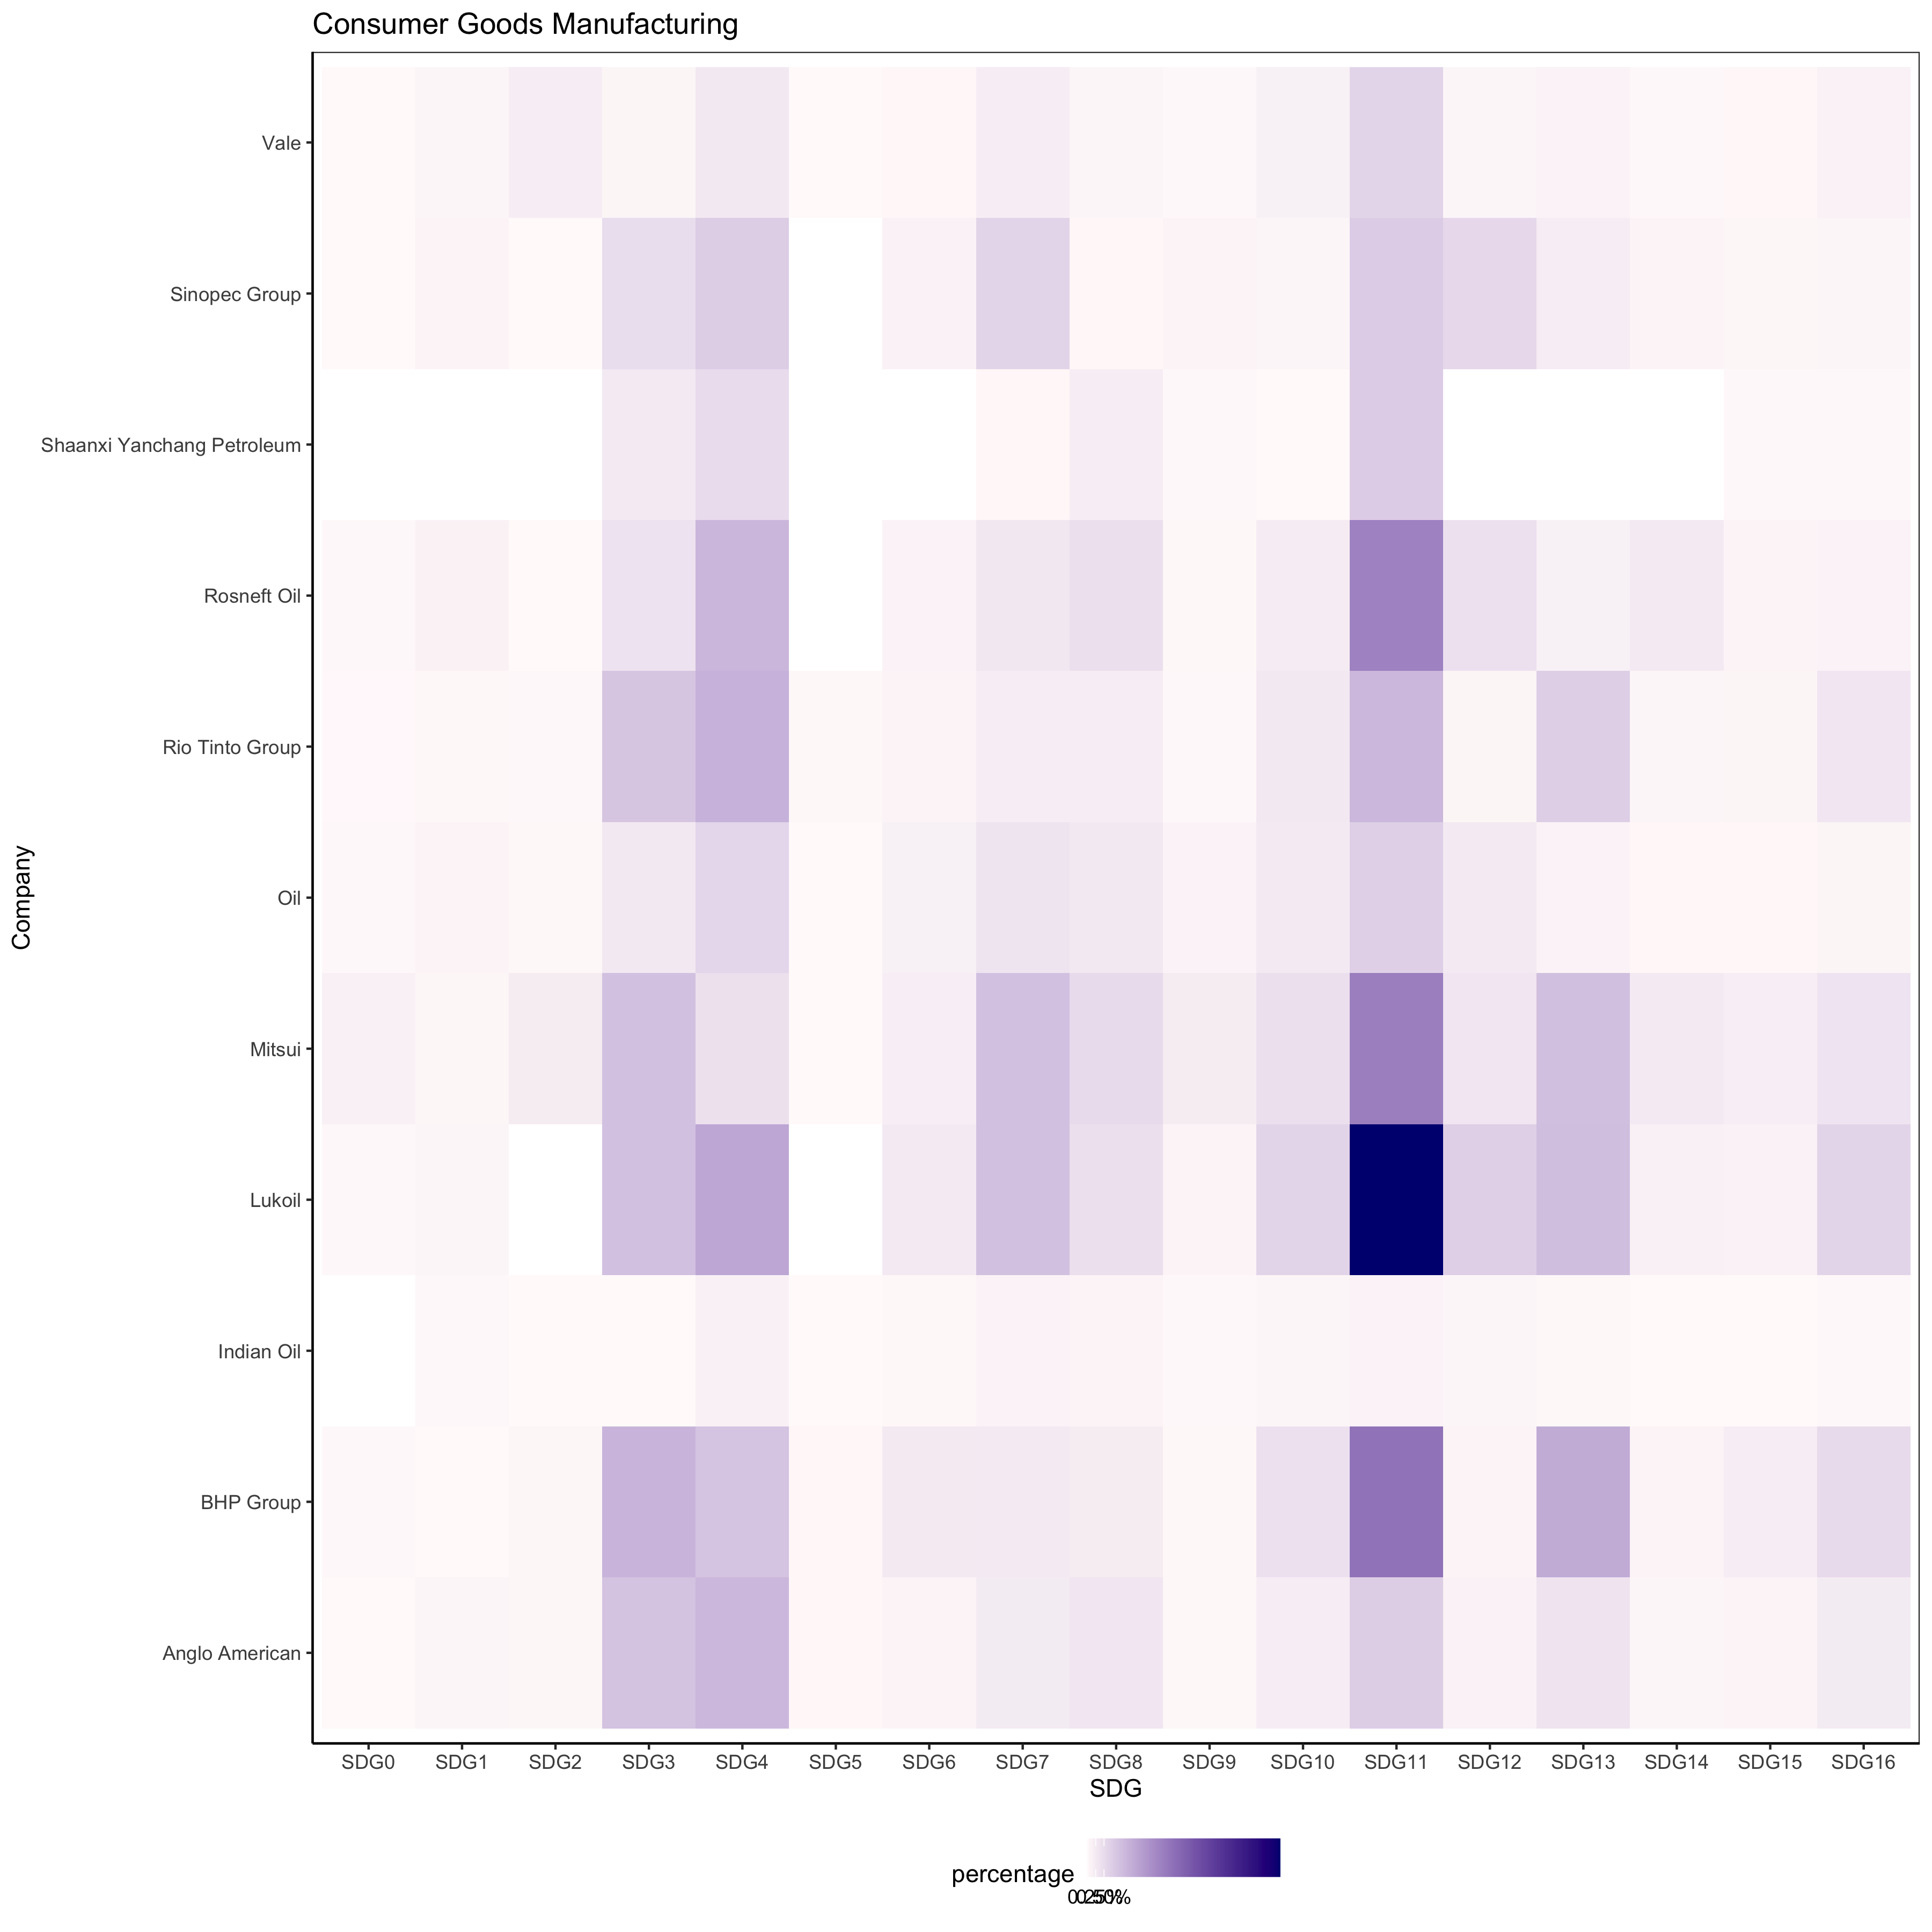 Consumer Goods Manufacturing
Vale
Sinopec Group
Shaanxi Yanchang Petroleum
Rosneft Oil
Rio Tinto Group
Oil
Mitsui
Lukoil
Indian Oil
BHP Group
Anglo American
Company
SDG0 SDG1 SDG2 SDG3 SDG4 SDG5 SDG6 SDG7 SDG8 SDG9 SDG10 SDG11 SDG12 SDG13 SDG14 SDG15 SDG16
SDG
percentage